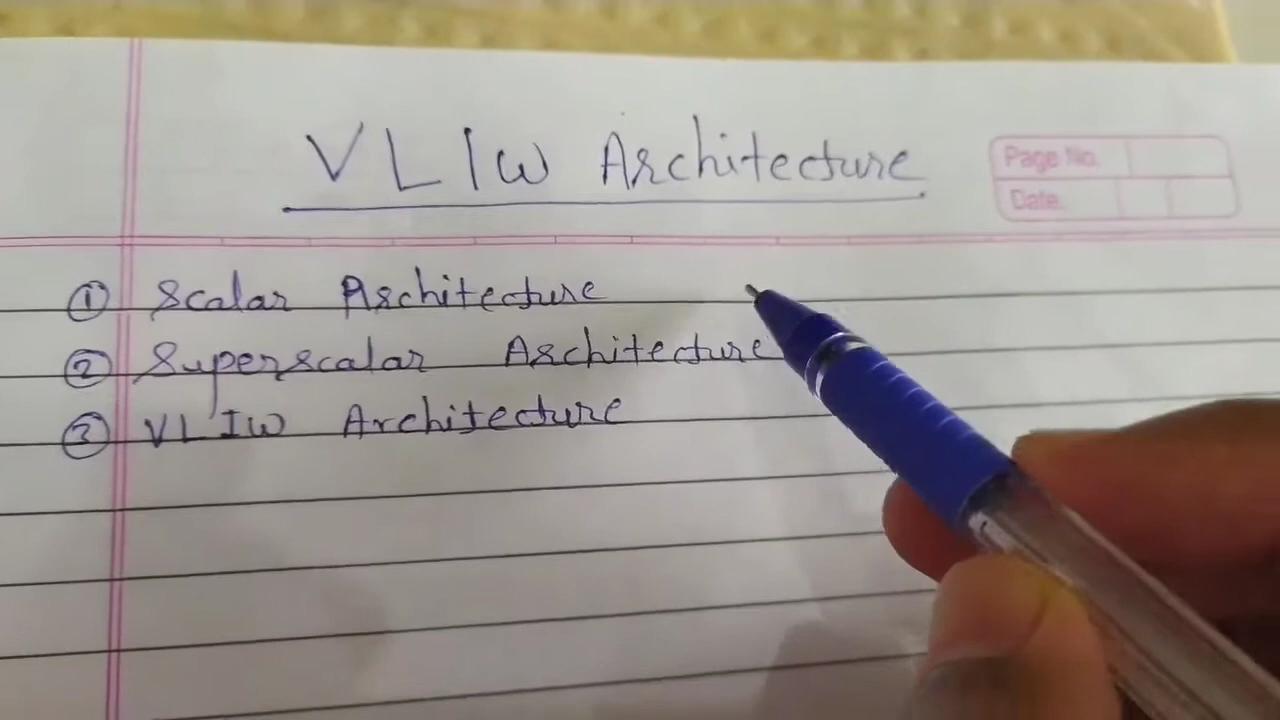 VLIW Architecture
Page No.
Date.
① Scalar Architecture
② Superscalar Architecture
③ VLIW Architecture